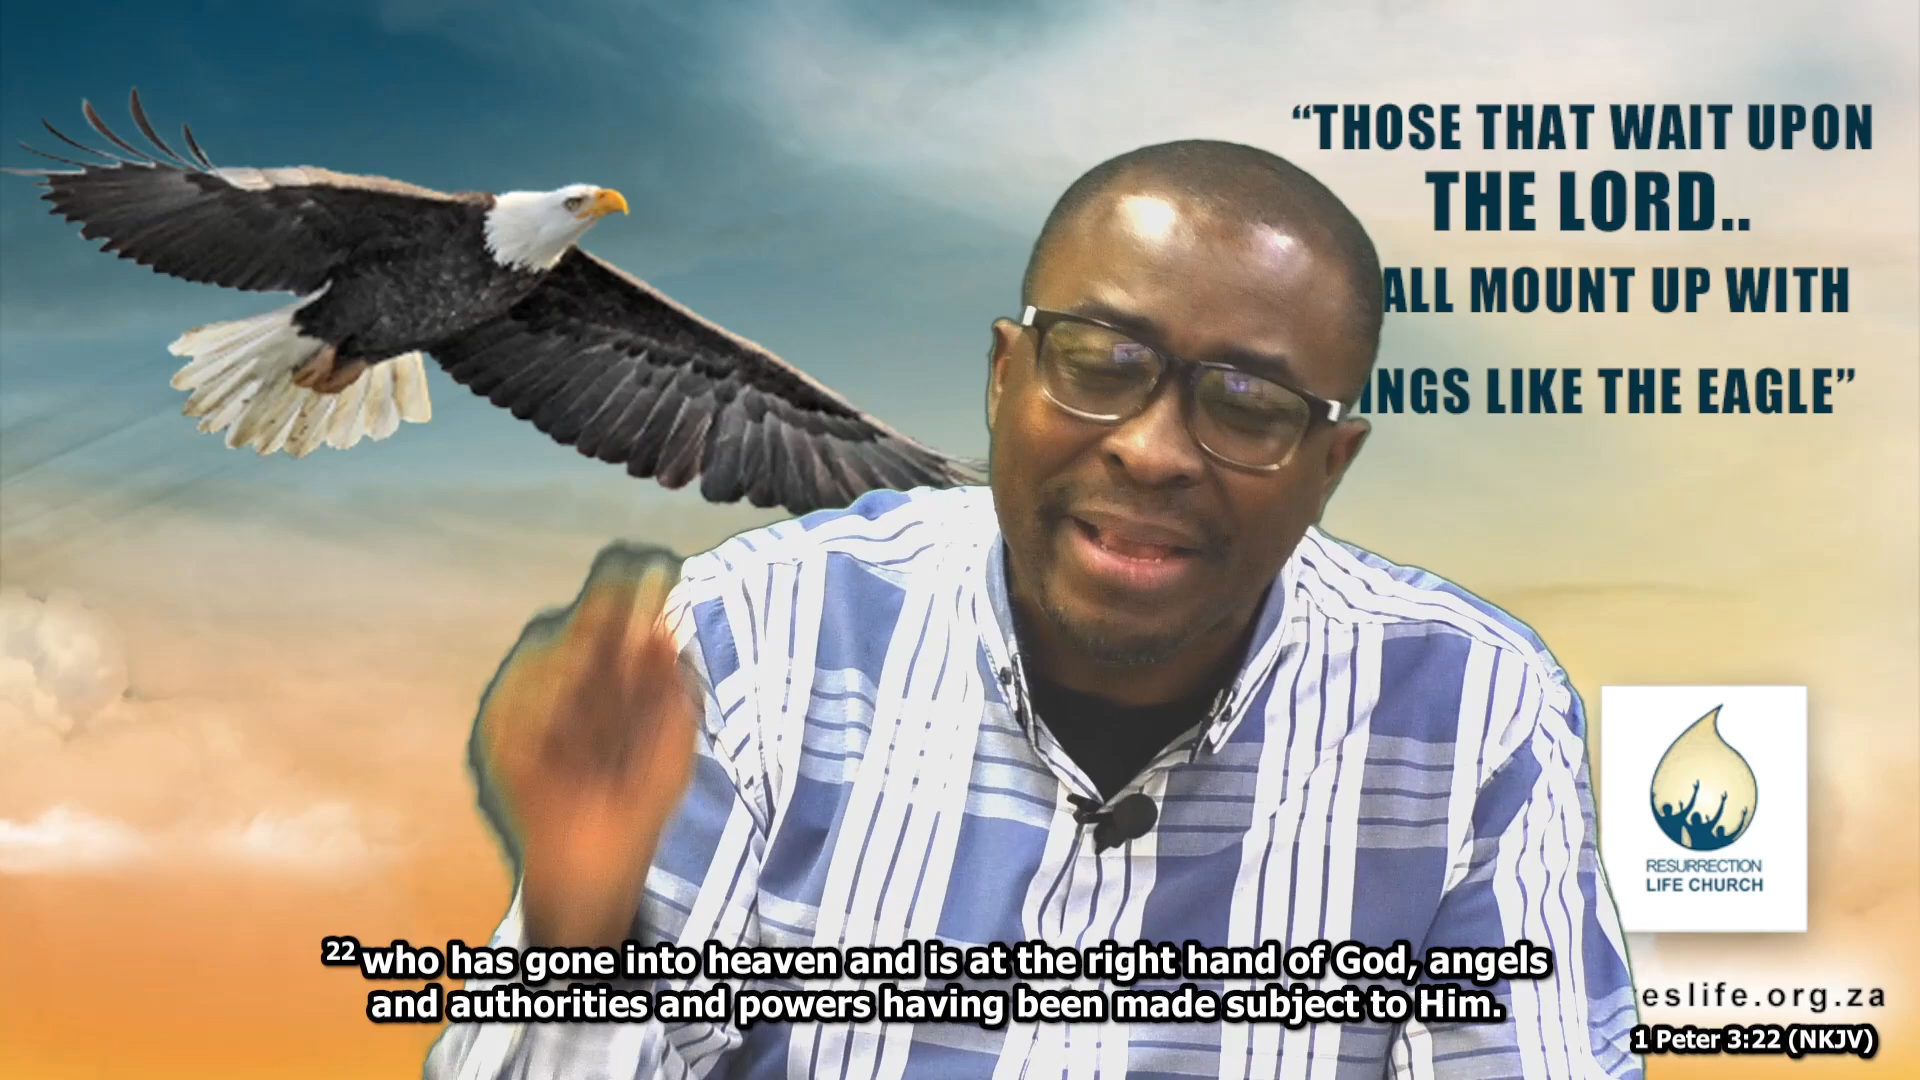 “THOSE THAT WAIT UPON
THE LORD..
ALL MOUNT UP WITH
INGS LIKE THE EAGLE”
RESURRECTION
LIFE CHURCH
22 who has gone into heaven and is at the right hand of God, angels
and authorities and powers having been made subject to Him.
eslife.org.za
1 Peter 3:22 (NKJV)